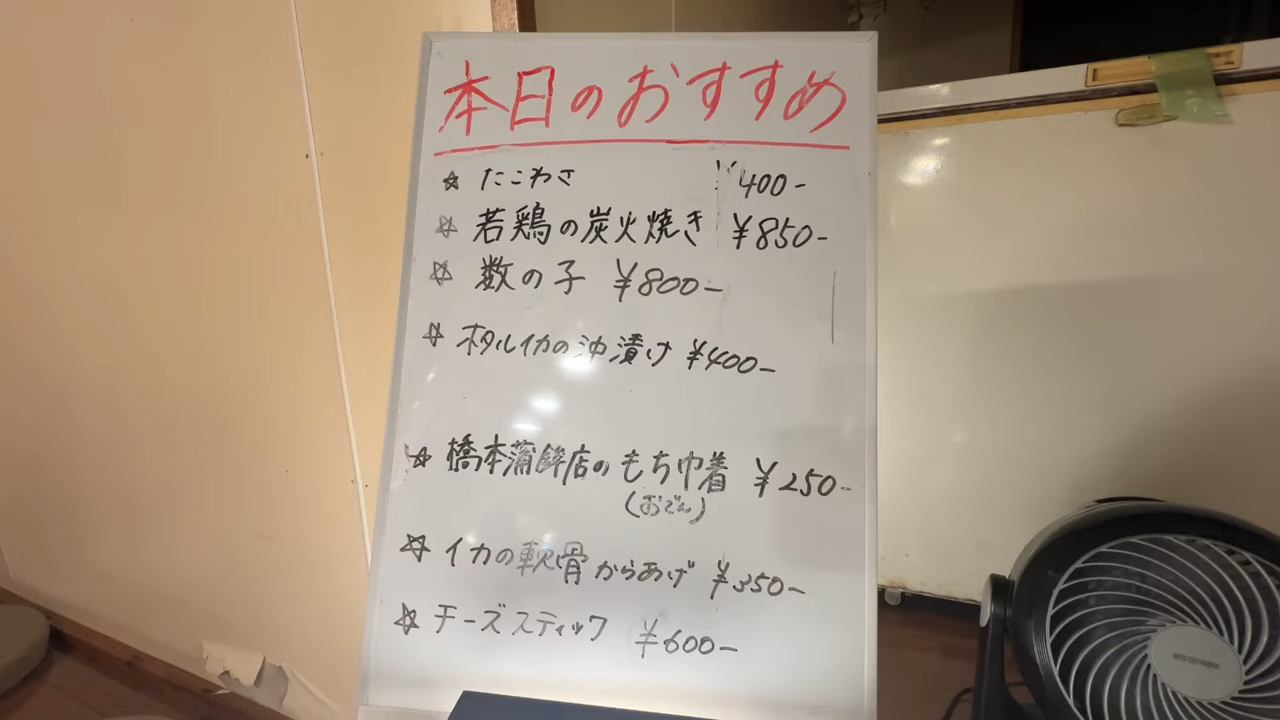 本日のおすすめ
☆ たこわさ ¥400-
☆ 若鶏の炭火焼き ¥850-
☆ 数の子 ¥800-
☆ ホタルイカの沖漬け ¥400-
☆ 橋本蒲鉾店のもち巾着 ¥250-
(おでん)
☆ イカの軟骨からあげ ¥350-
☆ チーズスティック ¥600-